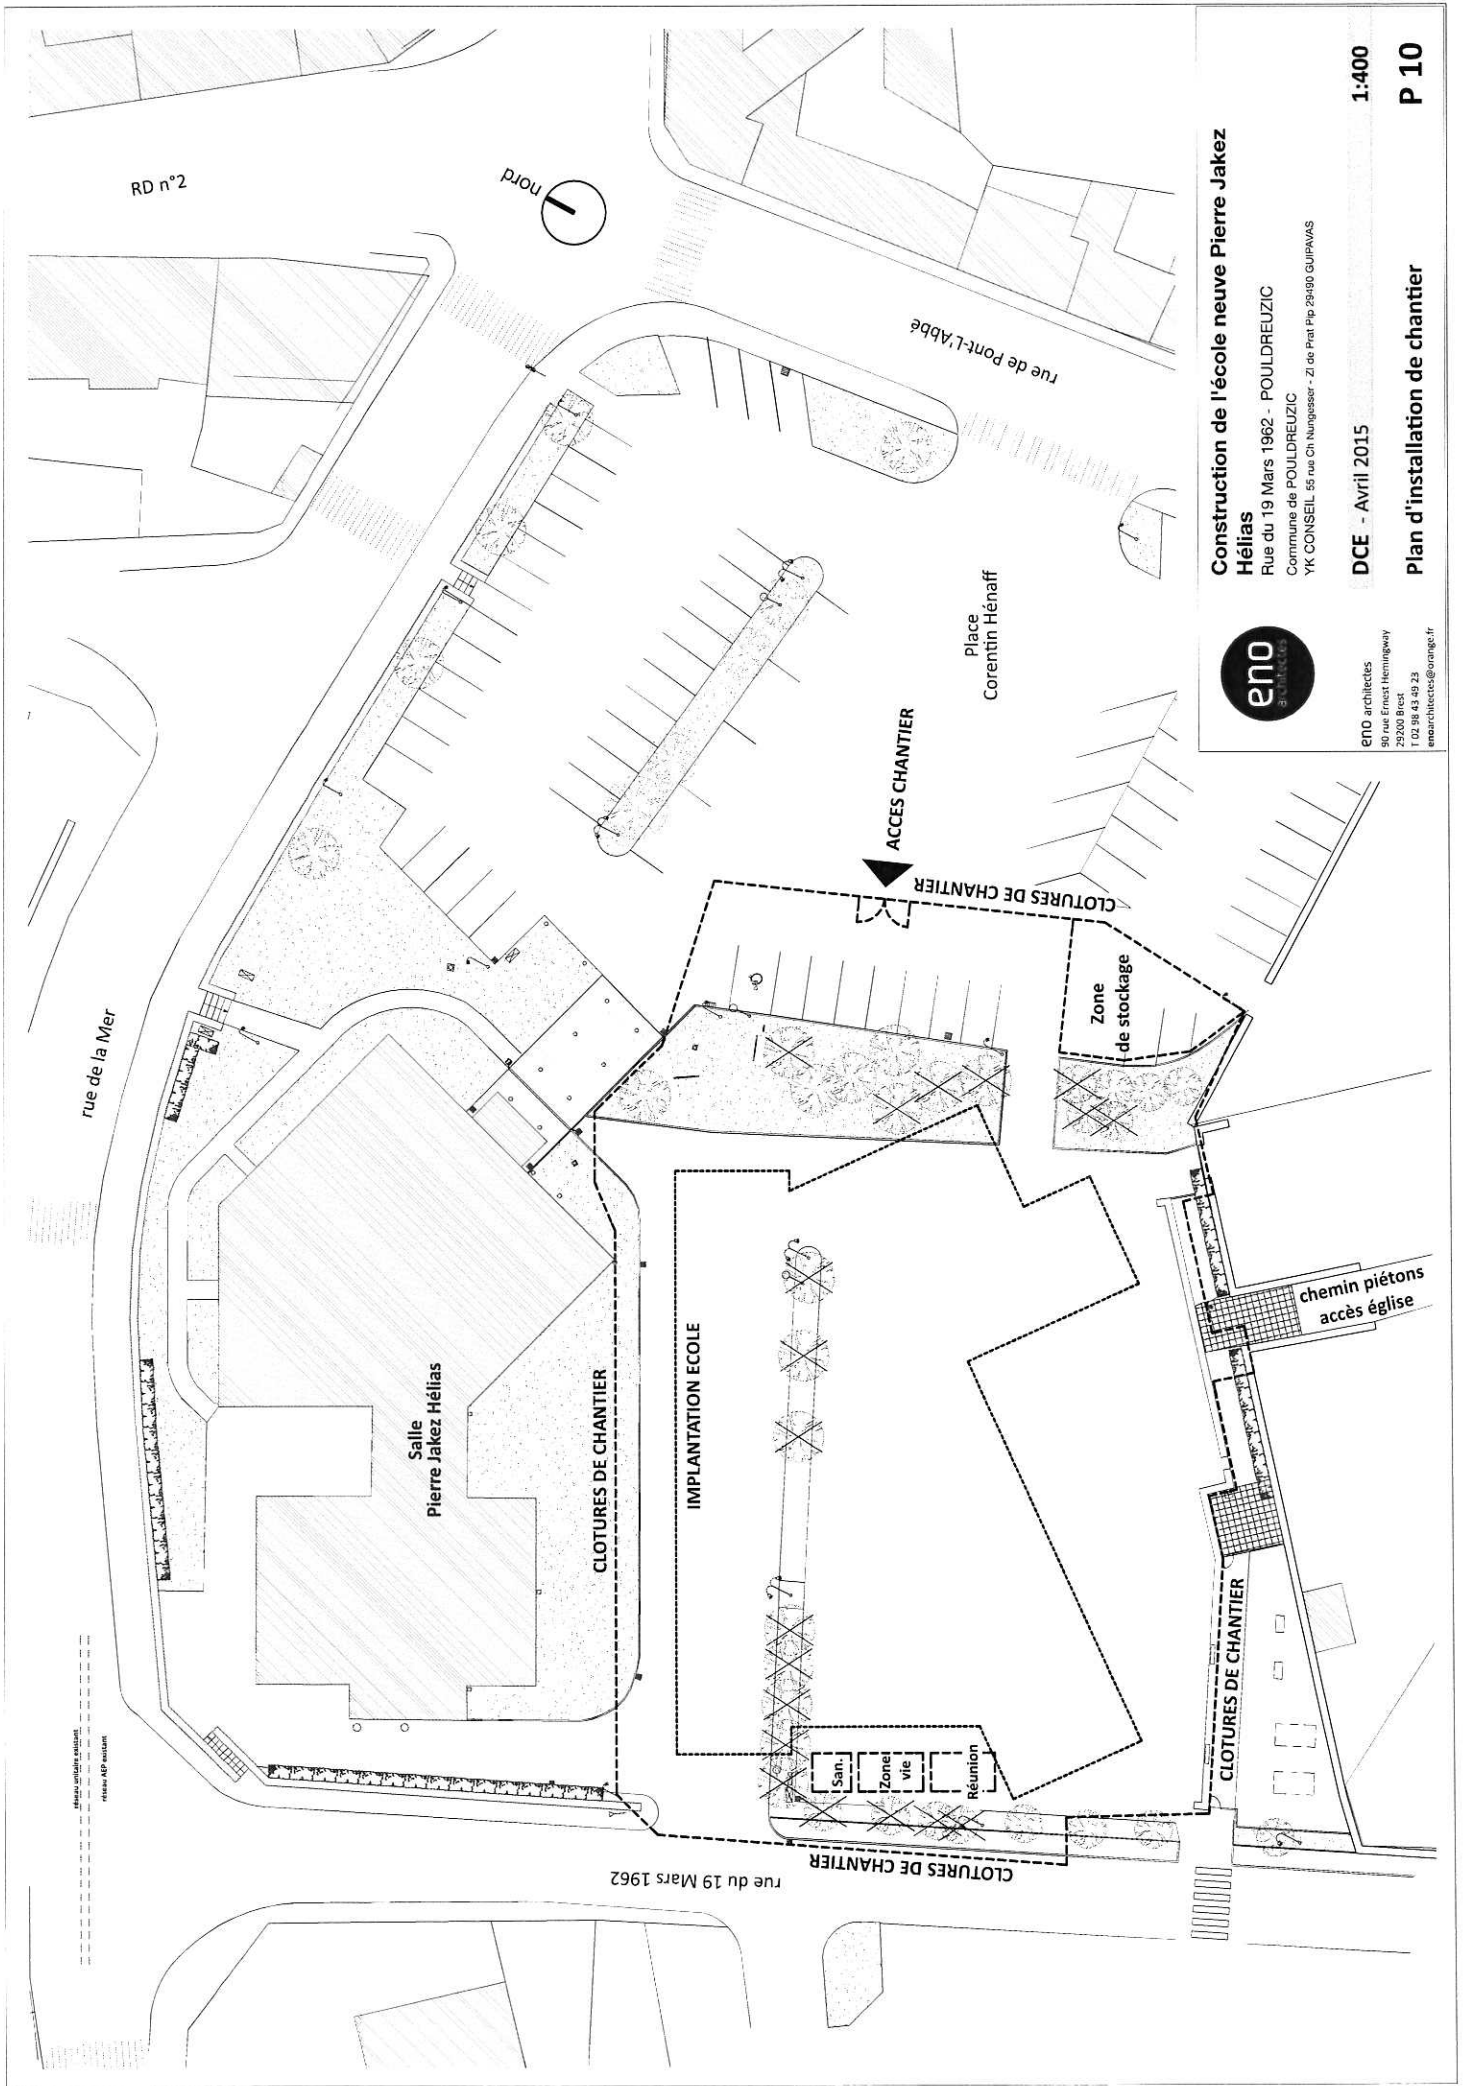 RD n°2
nord
rue de Pont-L'Abbé
rue de la Mer
Place
Corentin Hénaff
ACCES CHANTIER
CLOTURES DE CHANTIER
Zone
de stockage
Salle
Pierre Jakez Hélias
CLOTURES DE CHANTIER
IMPLANTATION ECOLE
chemin piétons
accès église
réseau unitaire existant
réseau AEP existant
San.
Zone
vie
Réunion
CLOTURES DE CHANTIER
CLOTURES DE CHANTIER
rue du 19 Mars 1962
eno
architectes
Construction de l'école neuve Pierre Jakez
Hélias
Rue du 19 Mars 1962 - POULDREUZIC
Commune de POULDREUZIC
YK CONSEIL 55 rue Ch Nungesser - ZI de Prat Pip 29490 GUIPAVAS
eno architectes
90 rue Ernest Hemingway
29200 Brest
T 02 98 43 49 23
enoarchitectes@orange.fr
DCE - Avril 2015
1:400
Plan d'installation de chantier
P 10